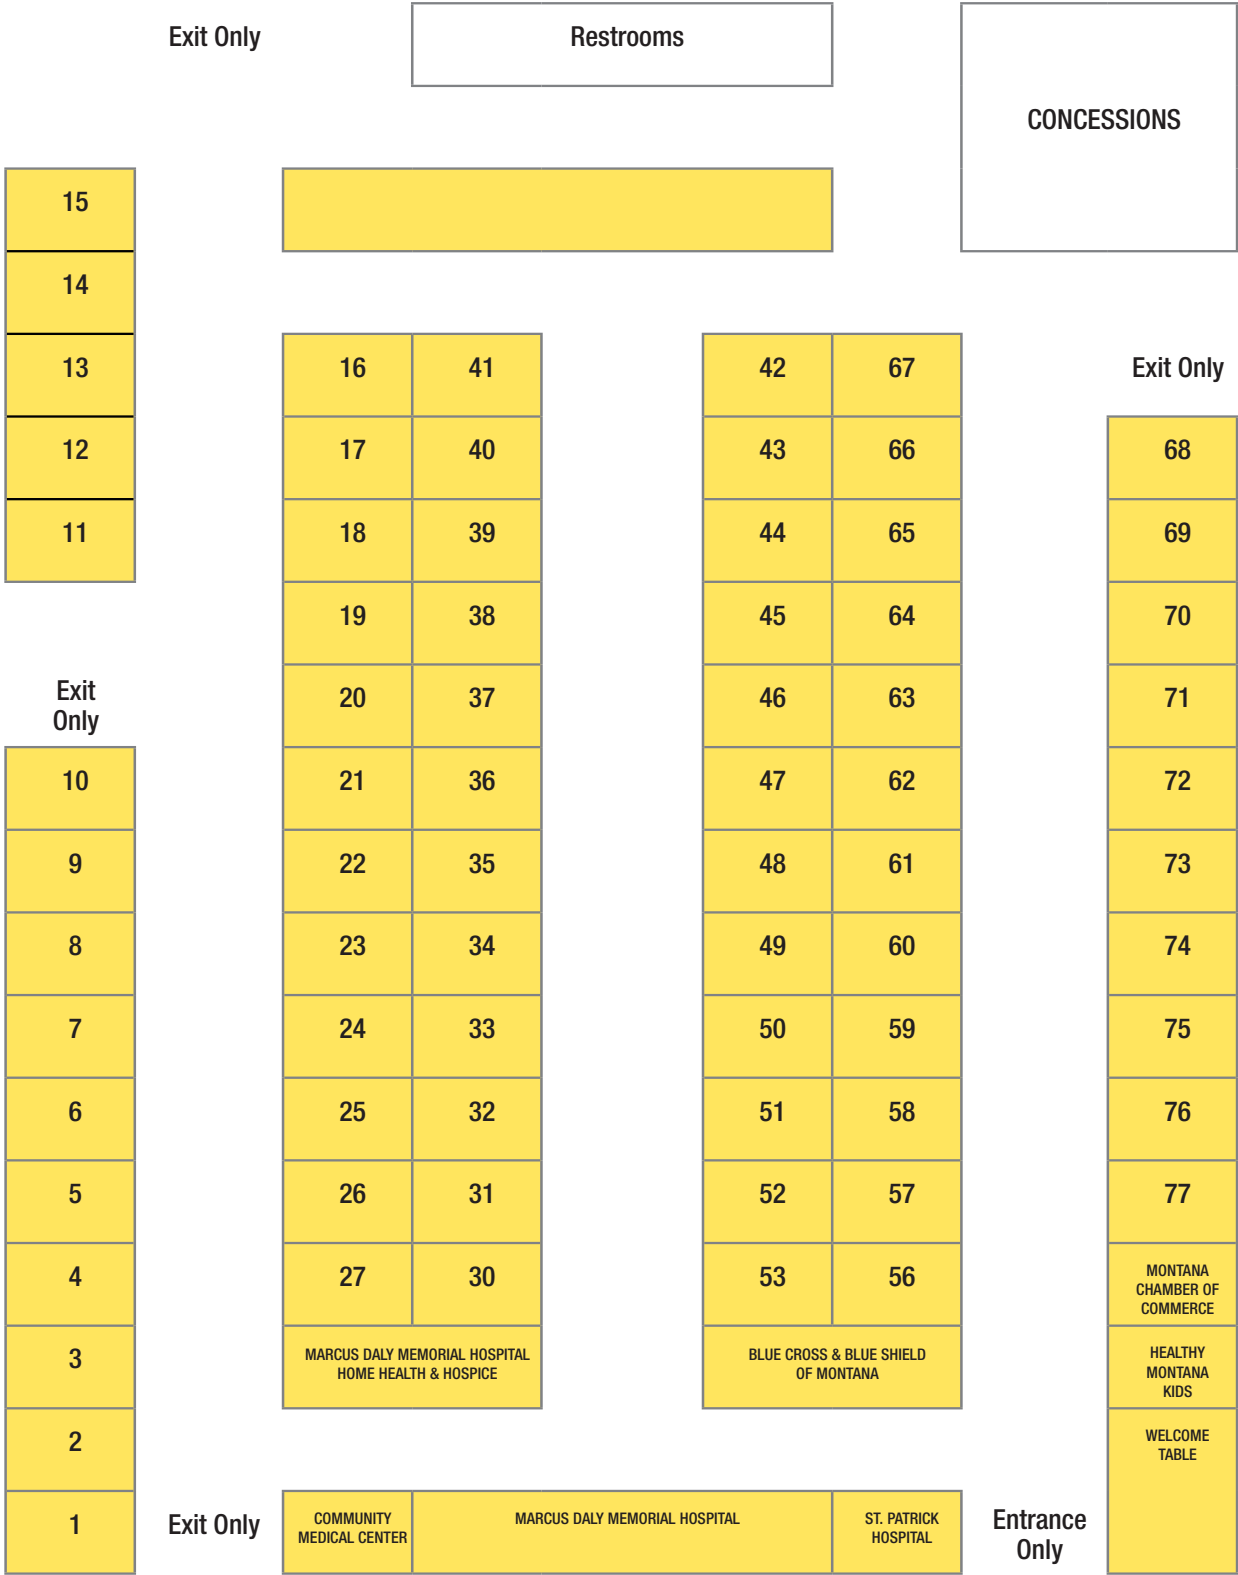 Exit Only
Restrooms
CONCESSIONS
15
14
13
16
41
42
67
Exit Only
12
17
40
43
66
68
11
18
39
44
65
69
19
38
45
64
70
Exit
Only
20
37
46
63
71
10
21
36
47
62
72
9
22
35
48
61
73
8
23
34
49
60
74
7
24
33
50
59
75
6
25
32
51
58
76
5
26
31
52
57
77
4
27
30
53
56
MONTANA
CHAMBER OF
COMMERCE
3
MARCUS DALY MEMORIAL HOSPITAL
HOME HEALTH & HOSPICE
BLUE CROSS & BLUE SHIELD
OF MONTANA
HEALTHY
MONTANA
KIDS
2
WELCOME
TABLE
1
Exit Only
COMMUNITY
MEDICAL CENTER
MARCUS DALY MEMORIAL HOSPITAL
ST. PATRICK
HOSPITAL
Entrance
Only